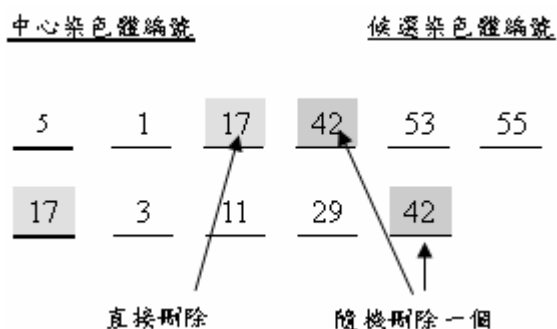 中心染色體編號 候選染色體編號
5 1 17 42 53 55
17 3 11 29 42
直接刪除 隨機刪除一個